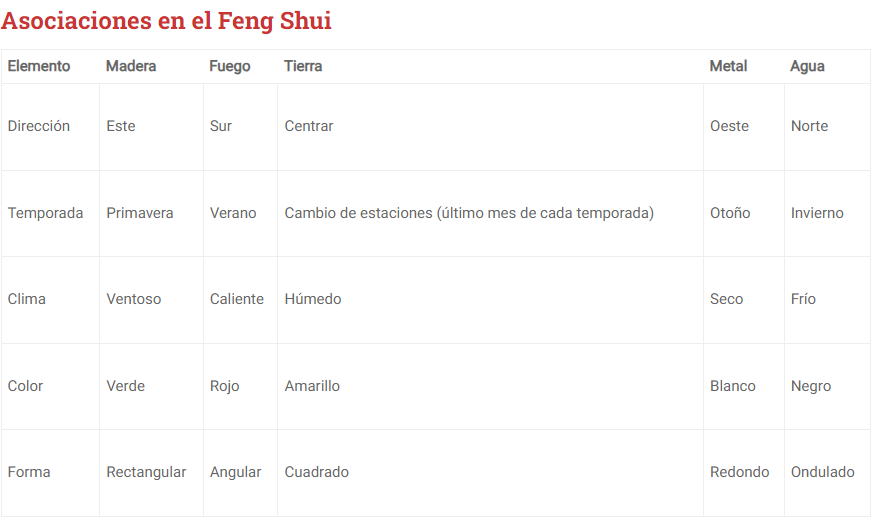 Asociaciones en el Feng Shui
Elemento Madera Fuego Tierra Metal Agua
Dirección Este Sur Centrar Oeste Norte
Temporada Primavera Verano Cambio de estaciones (último mes de cada temporada) Otoño Invierno
Clima Ventoso Caliente Húmedo Seco Frío
Color Verde Rojo Amarillo Blanco Negro
Forma Rectangular Angular Cuadrado Redondo Ondulado